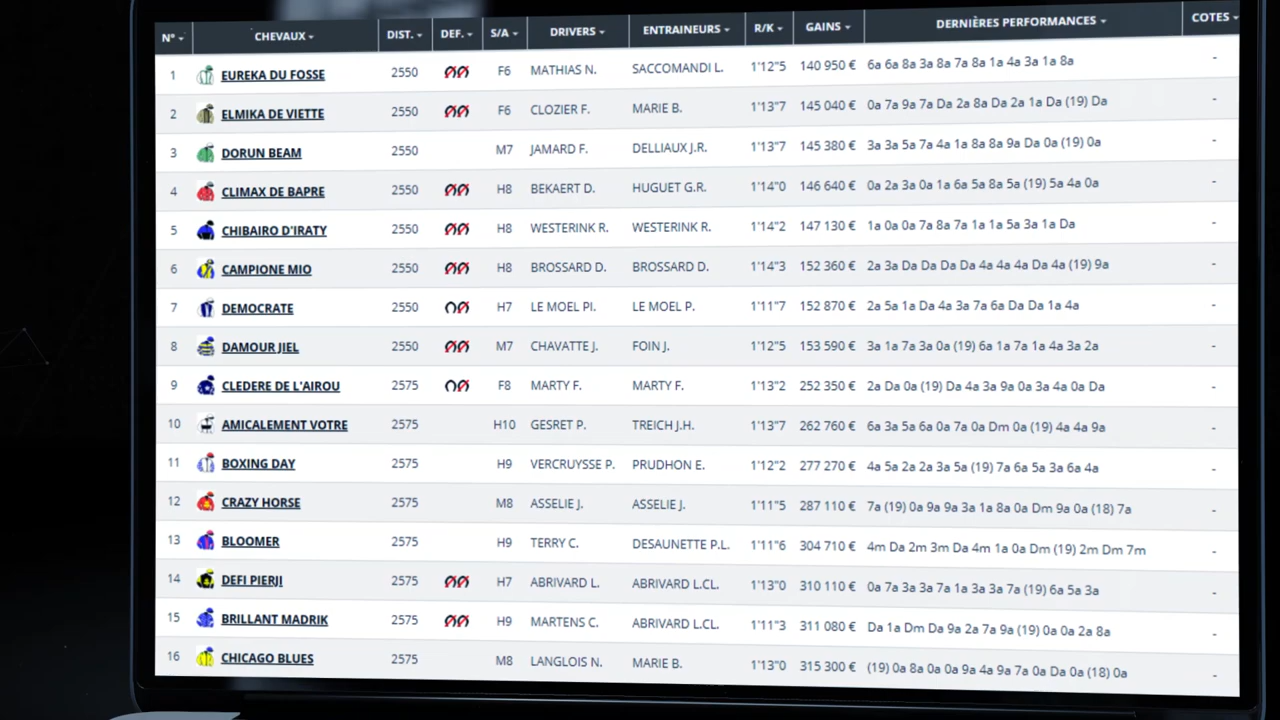 N° CHEVAUX DIST. DEF. S/A DRIVERS ENTRAINEURS R/K GAINS DERNIÈRES PERFORMANCES COTES
1 EUREKA DU FOSSE 2550 F6 MATHIAS N. SACCOMANDI L. 1'12"5 140 950 € 6a 6a 8a 3a 8a 7a 8a 1a 4a 3a 1a 8a -
2 ELMIKA DE VIETTE 2550 F6 CLOZIER F. MARIE B. 1'13"7 145 040 € 0a 7a 9a 7a Da 2a 8a Da 2a 1a Da (19) Da -
3 DORUN BEAM 2550 M7 JAMARD F. DELLIAUX J.R. 1'13"7 145 380 € 3a 3a 5a 7a 4a 1a 8a 8a 9a Da 0a (19) 0a -
4 CLIMAX DE BAPRE 2550 H8 BEKAERT D. HUGUET G.R. 1'14"0 146 640 € 0a 2a 3a 0a 1a 6a 5a 8a 5a (19) 5a 4a 0a -
5 CHIBAIRO D'IRATY 2550 H8 WESTERINK R. WESTERINK R. 1'14"2 147 130 € 1a 0a 0a 7a 8a 7a 1a 1a 5a 3a 1a Da -
6 CAMPIONE MIO 2550 H8 BROSSARD D. BROSSARD D. 1'14"3 152 360 € 2a 3a Da Da Da Da 4a 4a 4a Da 4a (19) 9a -
7 DEMOCRATE 2550 H7 LE MOEL PI. LE MOEL P. 1'11"7 152 870 € 2a 5a 1a Da 4a 3a 7a 6a Da Da 1a 4a -
8 DAMOUR JIEL 2550 M7 CHAVATTE J. FOIN J. 1'12"5 153 590 € 3a 1a 7a 3a 0a (19) 6a 1a 7a 1a 4a 3a 2a -
9 CLEDERE DE L'AIROU 2575 F8 MARTY F. MARTY F. 1'13"2 252 350 € 2a Da 0a (19) Da 4a 3a 9a 0a 3a 4a 0a Da -
10 AMICALEMENT VOTRE 2575 H10 GESRET P. TREICH J.H. 1'13"7 262 760 € 6a 3a 5a 6a 0a 7a 0a Dm 0a (19) 4a 4a 9a -
11 BOXING DAY 2575 H9 VERCRUYSSE P. PRUDHON E. 1'12"2 277 270 € 4a 5a 2a 2a 3a 5a (19) 7a 6a 5a 3a 6a 4a -
12 CRAZY HORSE 2575 M8 ASSELIE J. ASSELIE J. 1'11"5 287 110 € 7a (19) 0a 9a 9a 3a 1a 8a 0a Dm 9a 0a (18) 7a -
13 BLOOMER 2575 H9 TERRY C. DESAUNETTE P.L. 1'11"6 304 710 € 4m Da 2m 3m Da 4m 1a 0a Dm (19) 2m Dm 7m -
14 DEFI PIERJI 2575 H7 ABRIVARD L. ABRIVARD L.CL. 1'13"0 310 110 € 0a 7a 3a 3a 7a 1a 3a 3a 7a (19) 6a 5a 3a -
15 BRILLANT MADRIK 2575 H9 MARTENS C. ABRIVARD L.CL. 1'11"3 311 080 € Da 1a Dm Da 9a 2a 7a 9a (19) 0a 0a 2a 8a -
16 CHICAGO BLUES 2575 M8 LANGLOIS N. MARIE B. 1'13"0 315 300 € (19) 0a 8a 0a 0a 9a 4a 9a 7a 0a Da 0a (18) 0a -